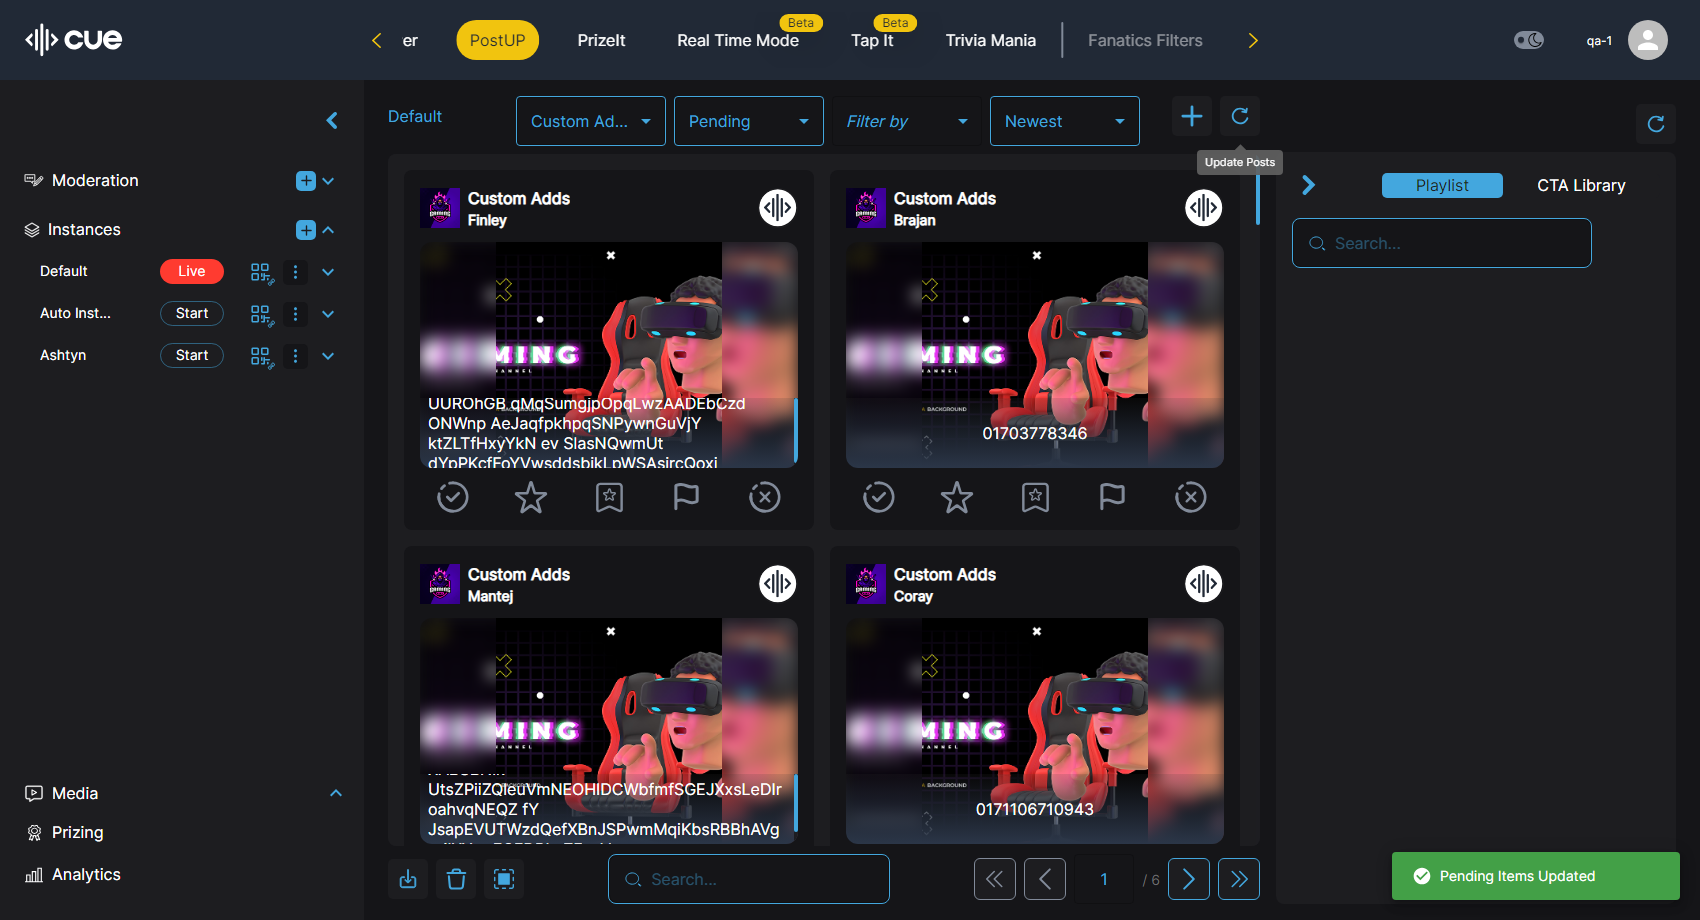 cue
er
PostUP
PrizeIt
Beta
Real Time Mode
Beta
Tap It
Trivia Mania
Fanatics Filters
qa-1
Moderation
Instances
Default
Live
Auto Inst...
Start
Ashtyn
Start
Media
Prizing
Analytics
Default
Custom Ad...
Pending
Filter by
Newest
Update Posts
Custom Adds
Finley
MING
UUROhGB qMqSumgjpOpqLwzAADEbCzd
ONWnp AeJaqfpkhpqSNPywnGuVjY
ktZLTfHxyYkN ev SlasNQwmUt
dYpPKcfFoYVwsddsbikLpWSAsircQoxi
Custom Adds
Brajan
MING
BACKGROUND
01703778346
Custom Adds
Mantej
MING
oahvqNEQZ fY
JsapEVUTWzdQefXBnJSPwmMqiKbsRBBhAVg
Custom Adds
Coray
MING
BACKGROUND
0171106710943
Search...
1
/ 6
Playlist
CTA Library
Search...
Pending Items Updated